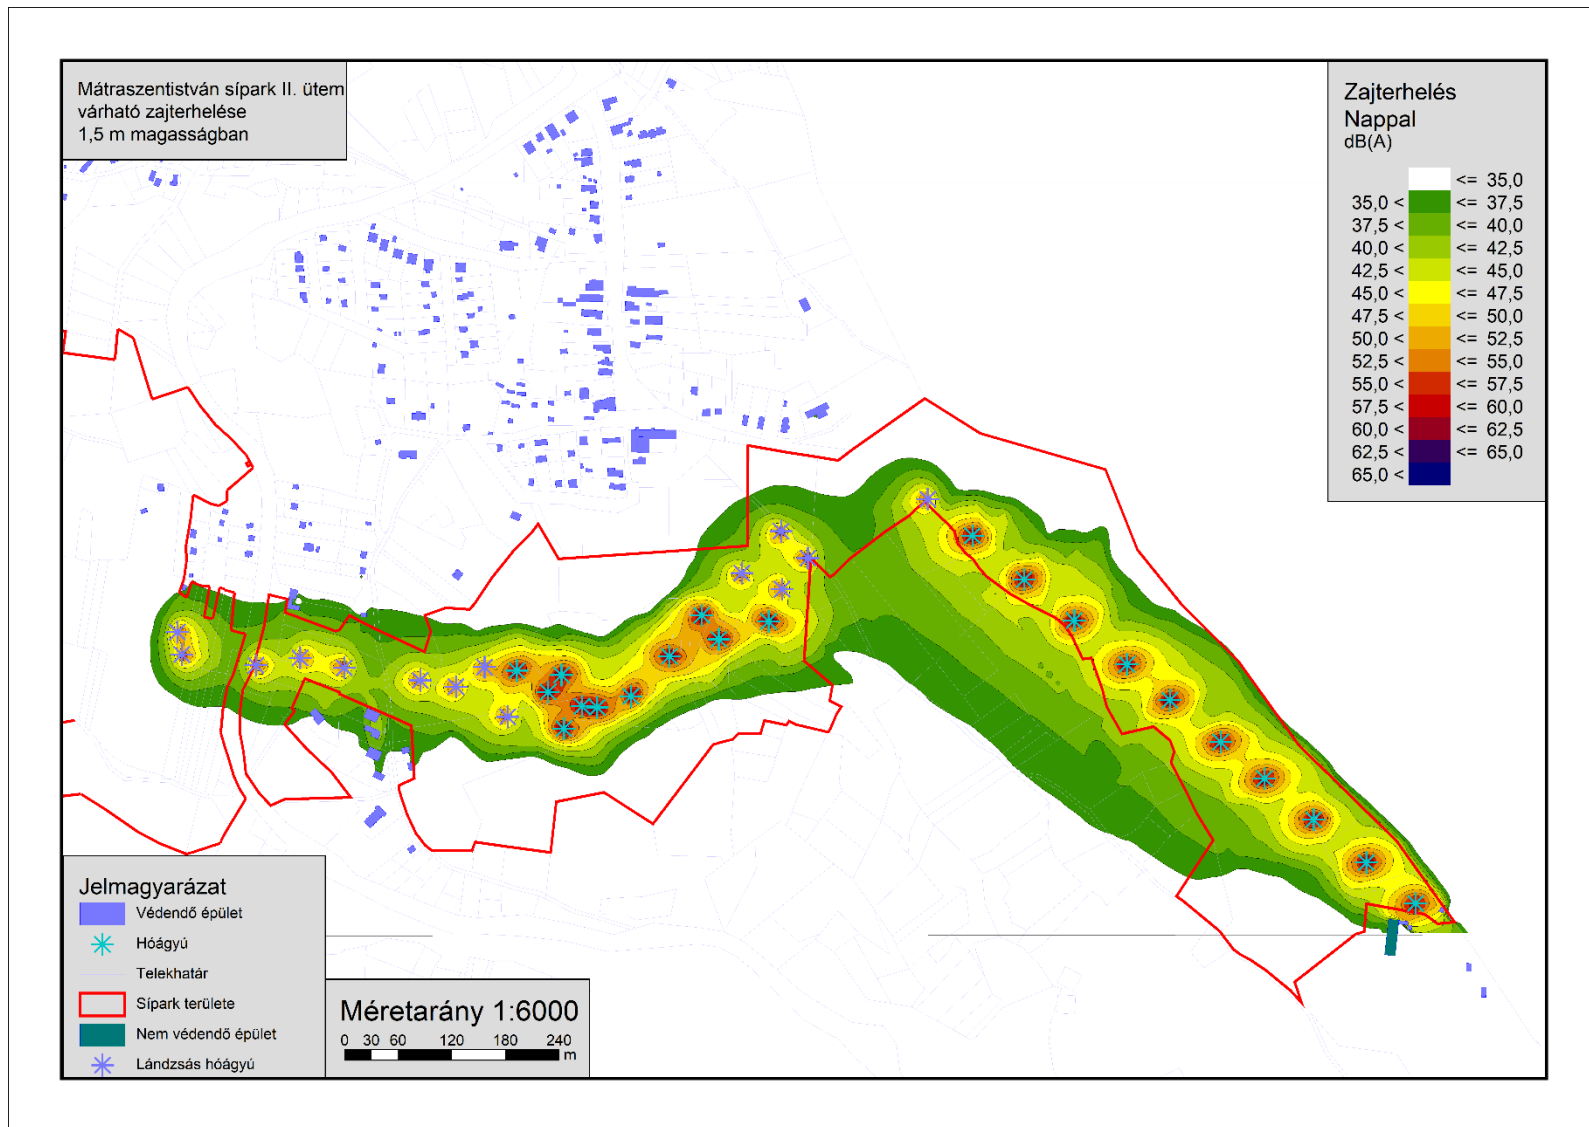 Mátraszentistván sípark II. ütem
várható zajterhelése
1,5 m magasságban
Zajterhelés
Nappal
dB(A)
<= 35,0
35,0 < <= 37,5
37,5 < <= 40,0
40,0 < <= 42,5
42,5 < <= 45,0
45,0 < <= 47,5
47,5 < <= 50,0
50,0 < <= 52,5
52,5 < <= 55,0
55,0 < <= 57,5
57,5 < <= 60,0
60,0 < <= 62,5
62,5 < <= 65,0
65,0 <
Jelmagyarázat
Védendő épület
Hóágyú
Telekhatár
Sípark területe
Nem védendő épület
Lándzsás hóágyú
Méretarány 1:6000
0 30 60 120 180 240
m